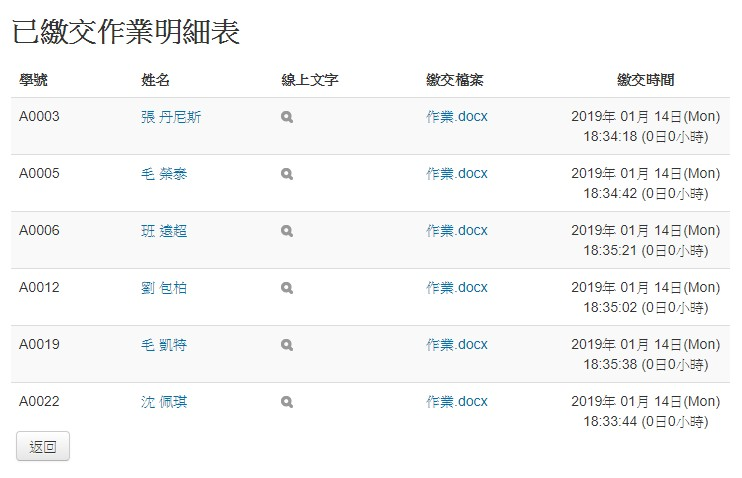 已繳交作業明細表
學號 姓名 線上文字 繳交檔案 繳交時間
A0003 張 丹尼斯 作業.docx 2019年 01月 14日(Mon)
18:34:18 (0日0小時)
A0005 毛 榮泰 作業.docx 2019年 01月 14日(Mon)
18:34:42 (0日0小時)
A0006 班 遠超 作業.docx 2019年 01月 14日(Mon)
18:35:21 (0日0小時)
A0012 劉 包柏 作業.docx 2019年 01月 14日(Mon)
18:35:02 (0日0小時)
A0019 毛 凱特 作業.docx 2019年 01月 14日(Mon)
18:35:38 (0日0小時)
A0022 沈 佩琪 作業.docx 2019年 01月 14日(Mon)
18:33:44 (0日0小時)
返回